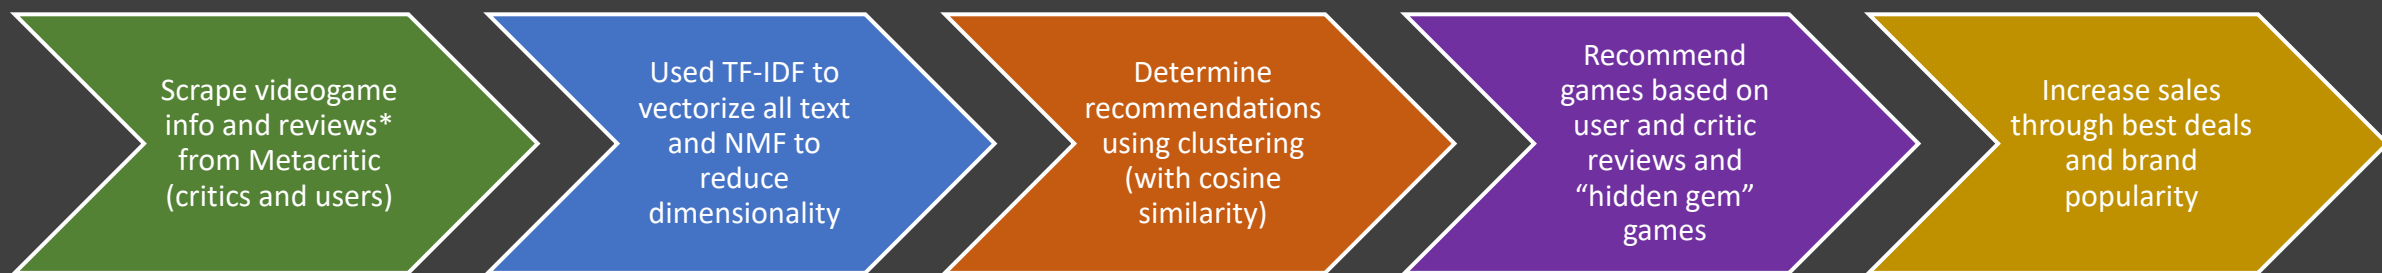 Scrape videogame
info and reviews*
from Metacritic
(critics and users)
Used TF-IDF to
vectorize all text
and NMF to
reduce
dimensionality
Determine
recommendations
using clustering
(with cosine
similarity)
Recommend
games based on
user and critic
reviews and
“hidden gem”
games
Increase sales
through best deals
and brand
popularity